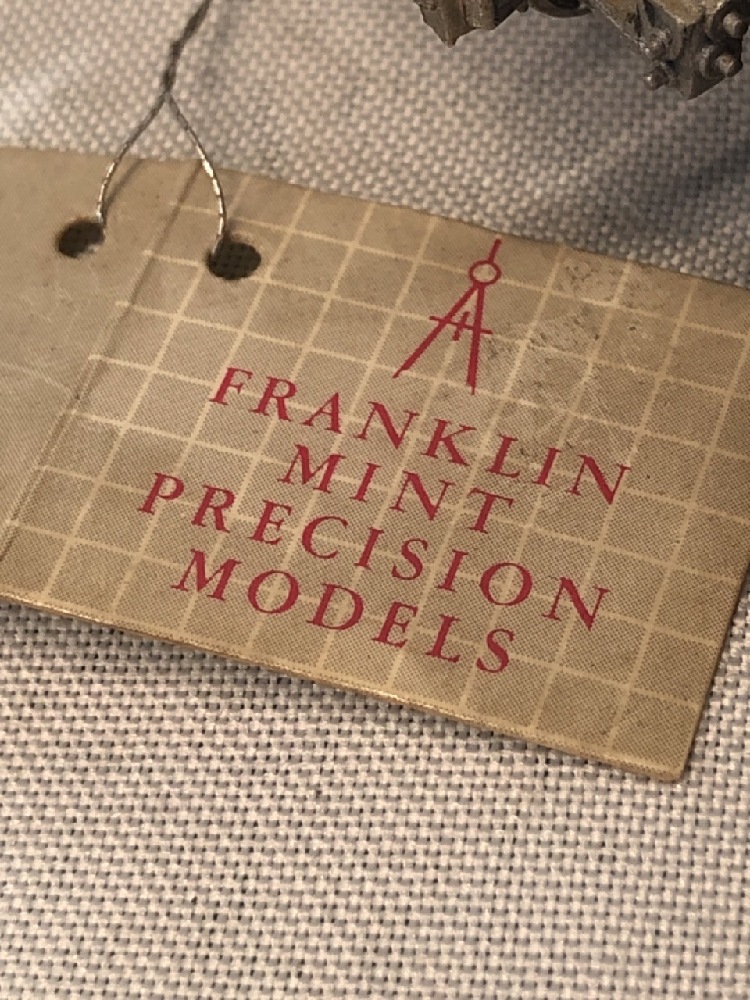 FRANKLIN
MINT
PRECISION
MODELS